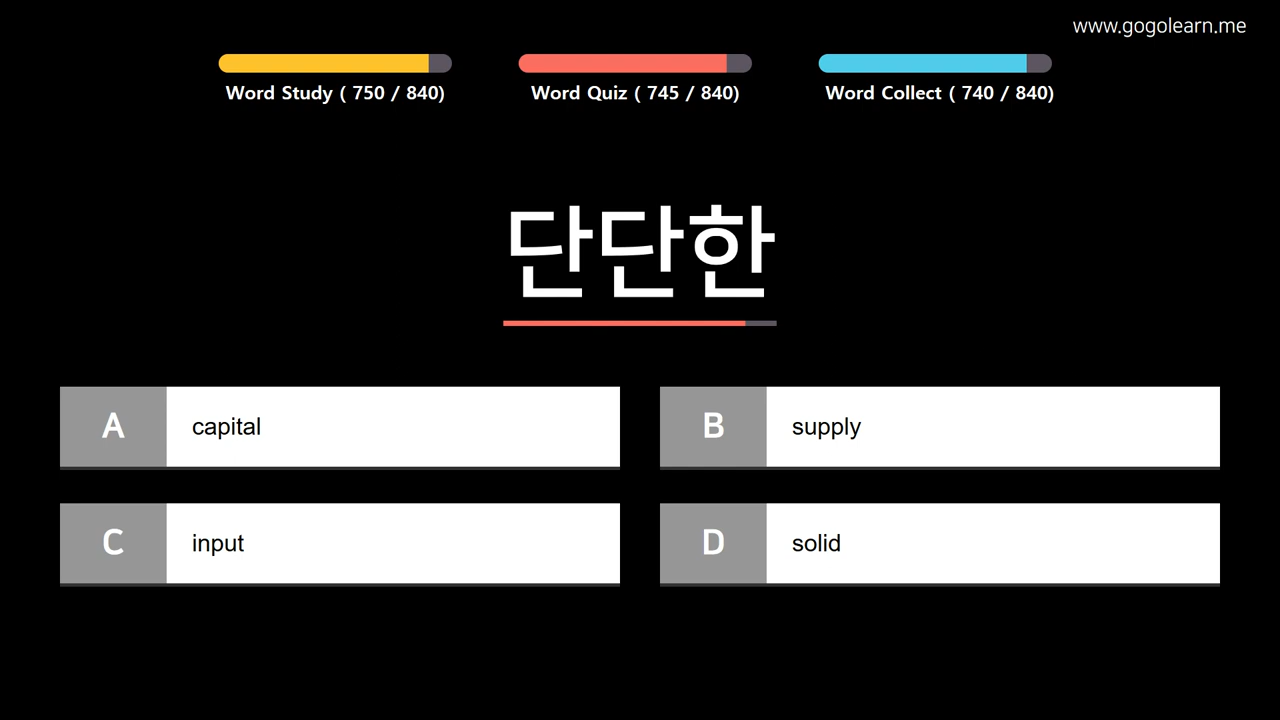 www.gogolearn.me
Word Study ( 750 / 840)
Word Quiz ( 745 / 840)
Word Collect ( 740 / 840)
단단한
A capital
B supply
C input
D solid